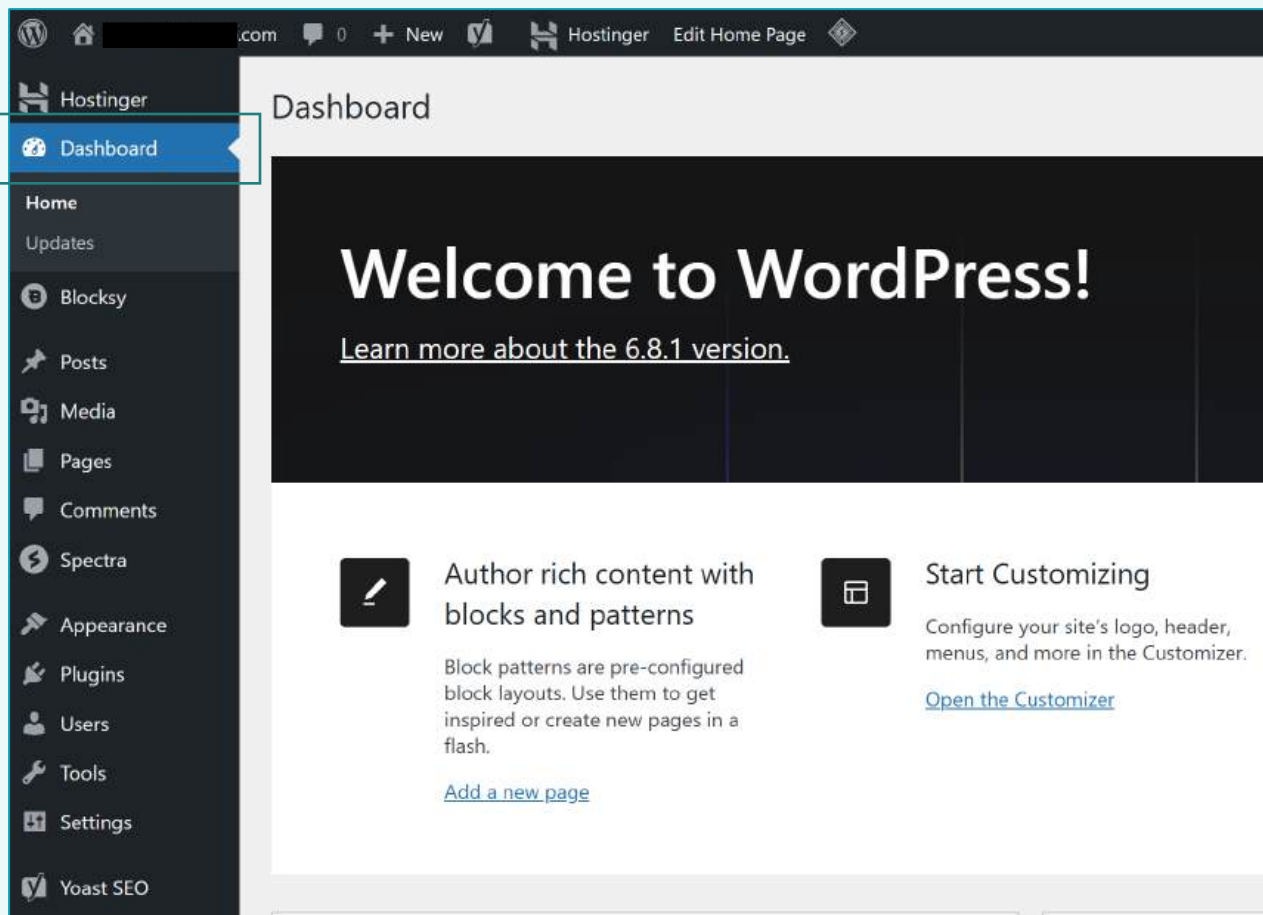 .com 0 + New Hostinger Edit Home Page
Hostinger
Dashboard
Home
Updates
Blocksy
Posts
Media
Pages
Comments
Spectra
Appearance
Plugins
Users
Tools
Settings
Yoast SEO
Dashboard
Welcome to WordPress!
Learn more about the 6.8.1 version.
Author rich content with
blocks and patterns
Block patterns are pre-configured
block layouts. Use them to get
inspired or create new pages in a
flash.
Add a new page
Start Customizing
Configure your site's logo, header,
menus, and more in the Customizer.
Open the Customizer